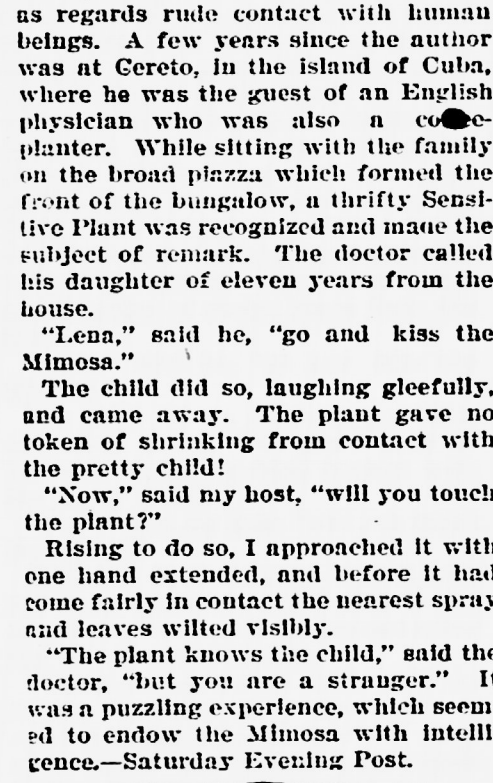 as regards rude contact with human
beings. A few years since the author
was at Cereto, in the island of Cuba,
where he was the guest of an English
physician who was also a
planter. While sitting with the family
on the broad piazza which formed the
front of the bungalow, a thrifty Sensi-
tive Plant was recognized and made the
subject of remark. The doctor called
his daughter of eleven years from the
house.
"Lena," said he, "go and kiss the
Mimosa."
The child did so, laughing gleefully,
and came away. The plant gave no
token of shrinking from contact with
the pretty child!
"Now," said my host, "will you touch
the plant?"
Rising to do so, I approached it with
one hand extended, and before it had
come fairly in contact the nearest spray
and leaves wilted visibly.
"The plant knows the child," said the
doctor, "but you are a stranger." It
was a puzzling experience, which seem
ed to endow the Mimosa with intelli
gence.—Saturday Evening Post.